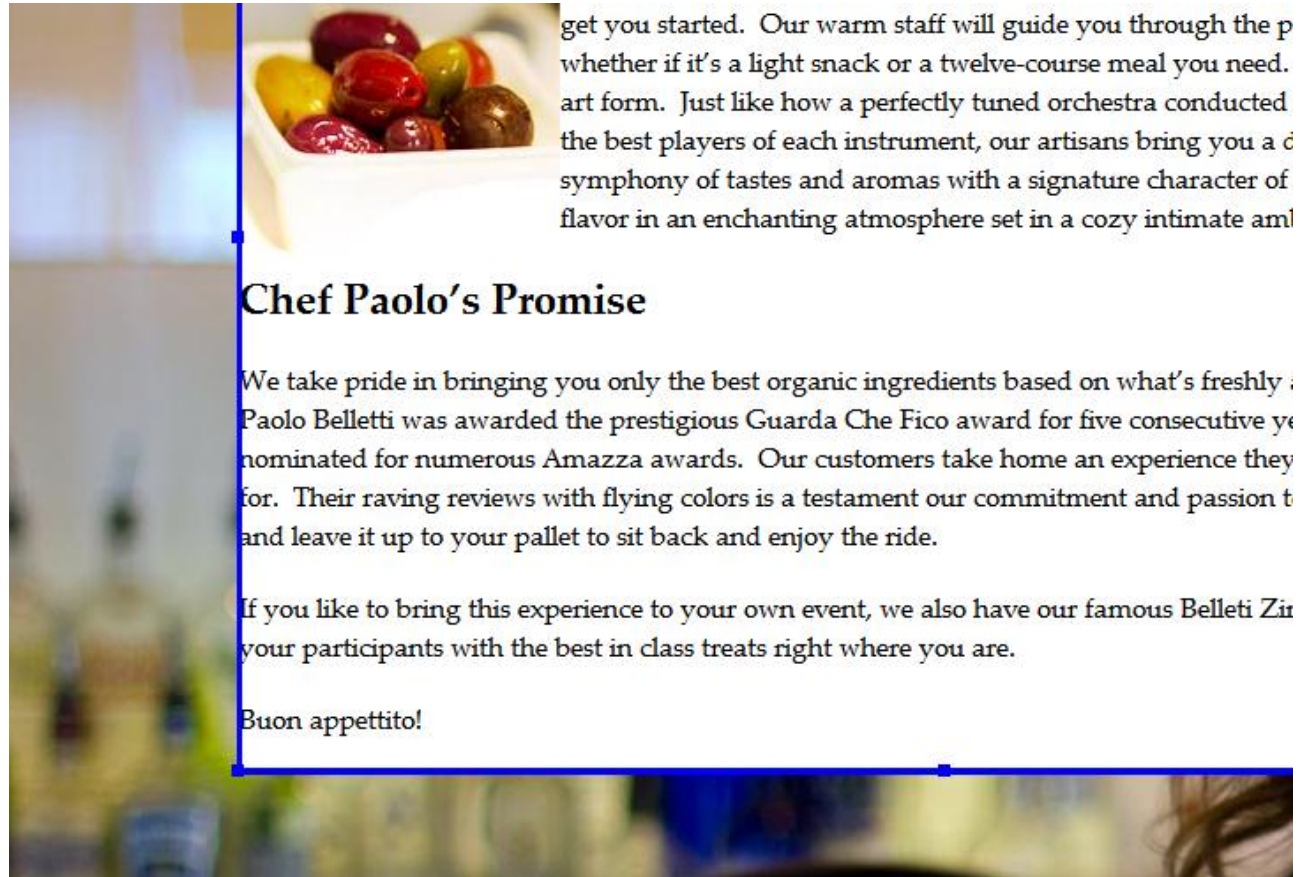 get you started.  Our warm staff will guide you through the
whether if it’s a light snack or a twelve-course meal you need.
art form.  Just like how a perfectly tuned orchestra conducted
the best players of each instrument, our artisans bring you a
symphony of tastes and aromas with a signature character of
flavor in an enchanting atmosphere set in a cozy intimate
Chef Paolo’s Promise
We take pride in bringing you only the best organic ingredients based on what’s freshly
Paolo Belletti was awarded the prestigious Guarda Che Fico award for five consecutive
nominated for numerous Amazza awards.  Our customers take home an experience they
for.  Their raving reviews with flying colors is a testament our commitment and passion
and leave it up to your pallet to sit back and enjoy the ride.
If you like to bring this experience to your own event, we also have our famous Belleti
your participants with the best in class treats right where you are.
Buon appettito!